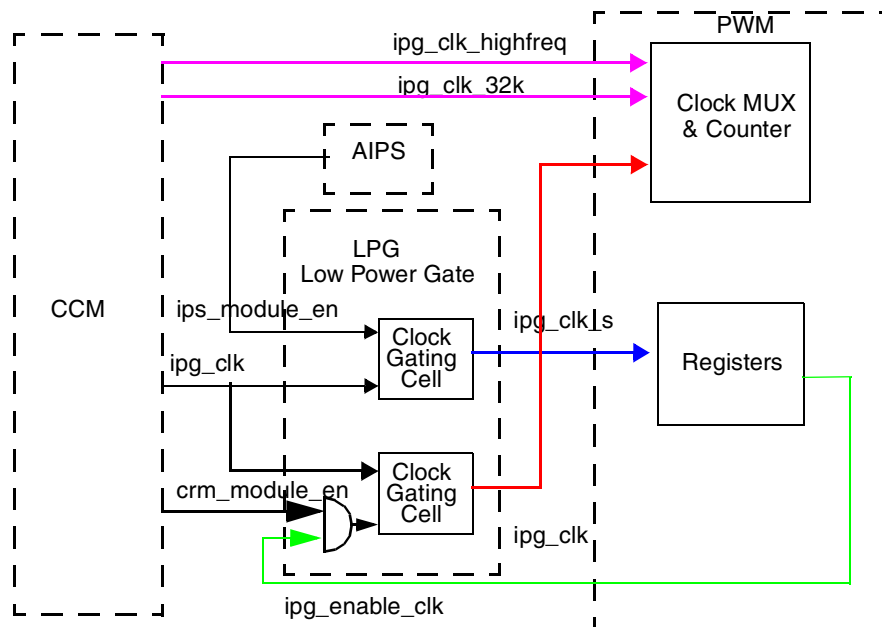 PWM
ipg_clk_highfreq
ipg_clk_32k
Clock MUX
& Counter
AIPS
LPG
Low Power Gate
CCM
ips_module_en
ipg_clk_s
Clock
Gating
Cell
Registers
ipg_clk
Clock
Gating
Cell
crm_module_en
ipg_clk
ipg_enable_clk